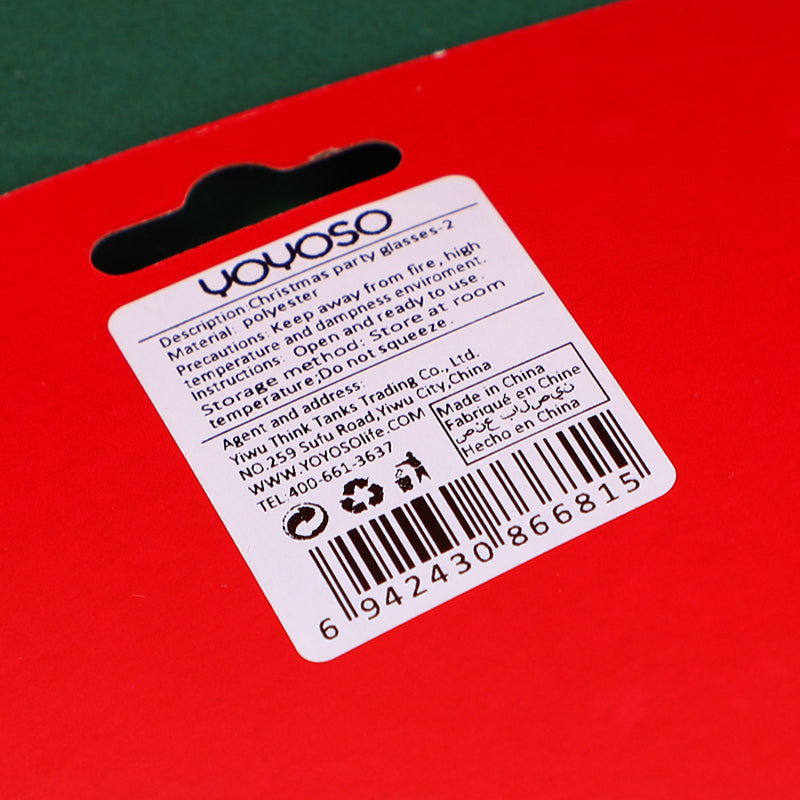 YOYOSO
Description:Christmas party glasses-2
Material: polyester
Precautions: Keep away from fire, high
temperature and dampness enviroment.
Instructions: Open and ready to use.
Storage method: Store at room
temperature;Do not squeeze.
Agent and address:
Yiwu Think Tanks Trading Co., Ltd.
NO.259 Sufu Road,Yiwu City,China
WWW.YOYOSOlife.COM
TEL.400-661-3637
Made in China
Fabriqué en Chine
صنع بالصين
Hecho en China
6 942430 866815